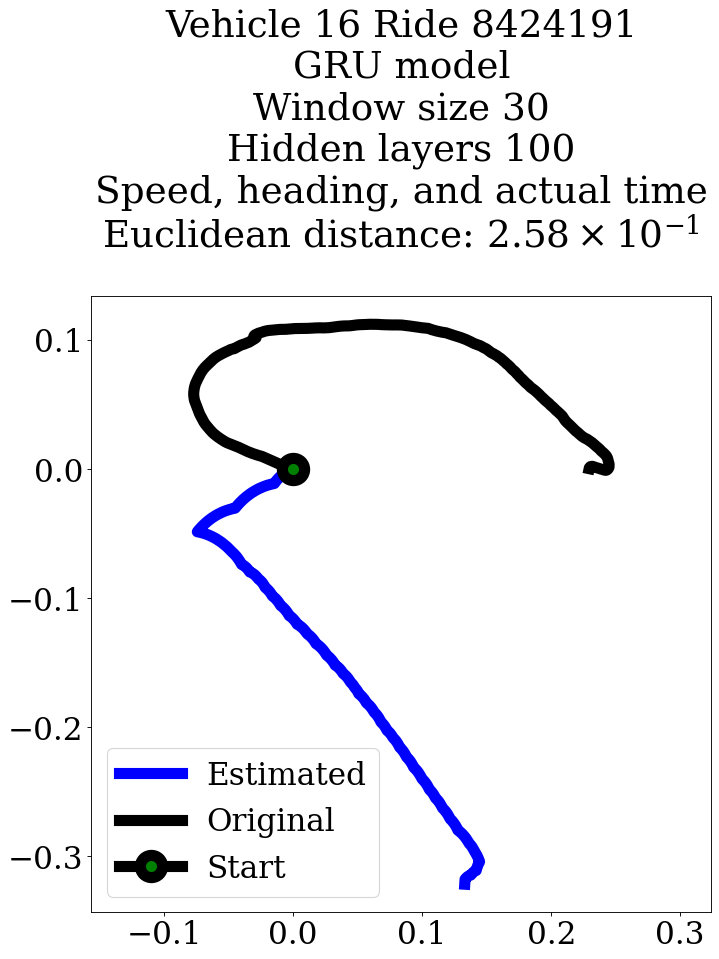 Vehicle 16 Ride 8424191
GRU model
Window size 30
Hidden layers 100
Speed, heading, and actual time
Euclidean distance: 2.58 × 10⁻¹
0.1
0.0
−0.1
−0.2
−0.3
Estimated
Original
Start
−0.1 0.0 0.1 0.2 0.3